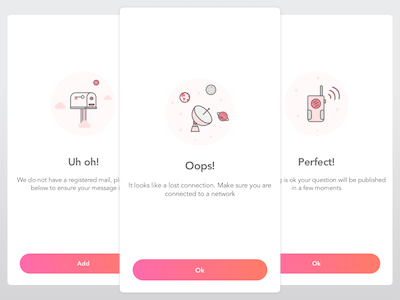 Uh oh!
We do not have a registered mail,
below to ensure your message
Add
Oops!
It looks like a lost connection. Make sure you are
connected to a network
Ok
Perfect!
is ok your question will be published
in a few moments
Ok